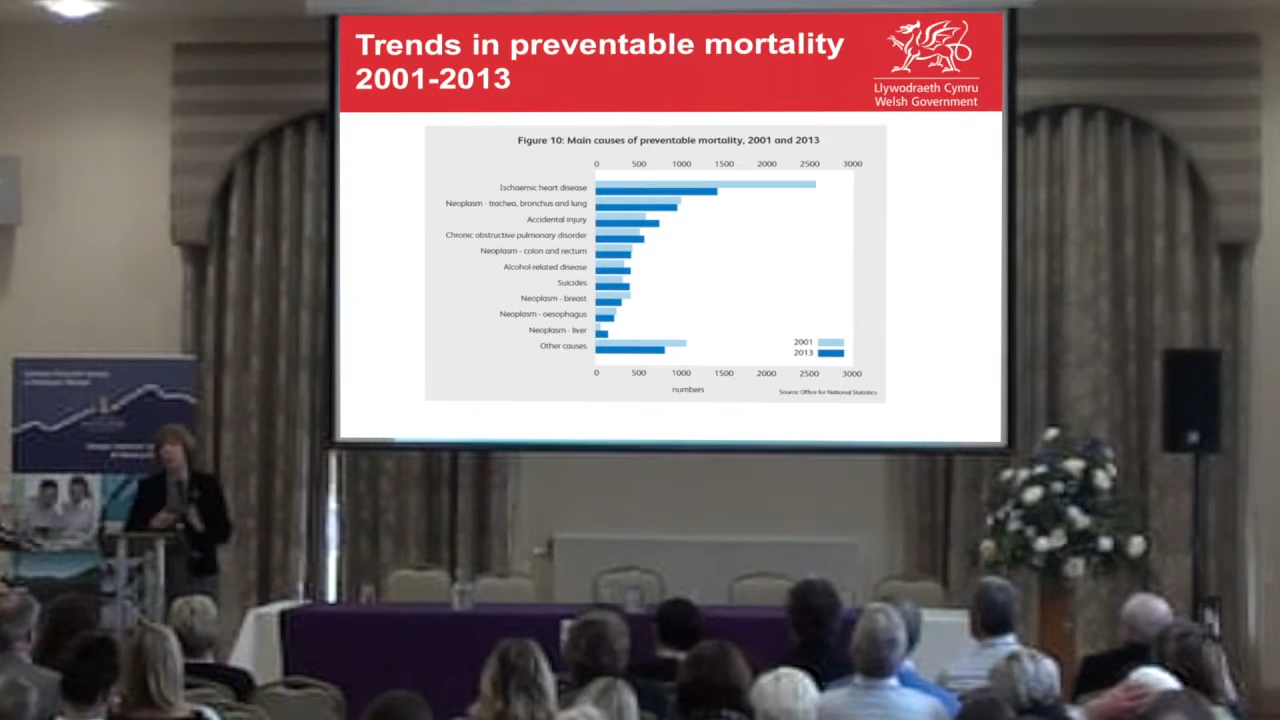 Trends in preventable mortality
2001-2013
Llywodraeth Cymru
Welsh Government
Figure 10: Main causes of preventable mortality, 2001 and 2013
0 500 1000 1500 2000 2500 3000
Ischaemic heart disease
Neoplasm - trachea, bronchus and lung
Accidental injury
Chronic obstructive pulmonary disorder
Neoplasm - colon and rectum
Alcohol-related disease
Suicides
Neoplasm - breast
Neoplasm - oesophagus
Neoplasm - liver
Other causes
2001
2013
0 500 1000 1500 2000 2500 3000
numbers
Source: Office for National Statistics